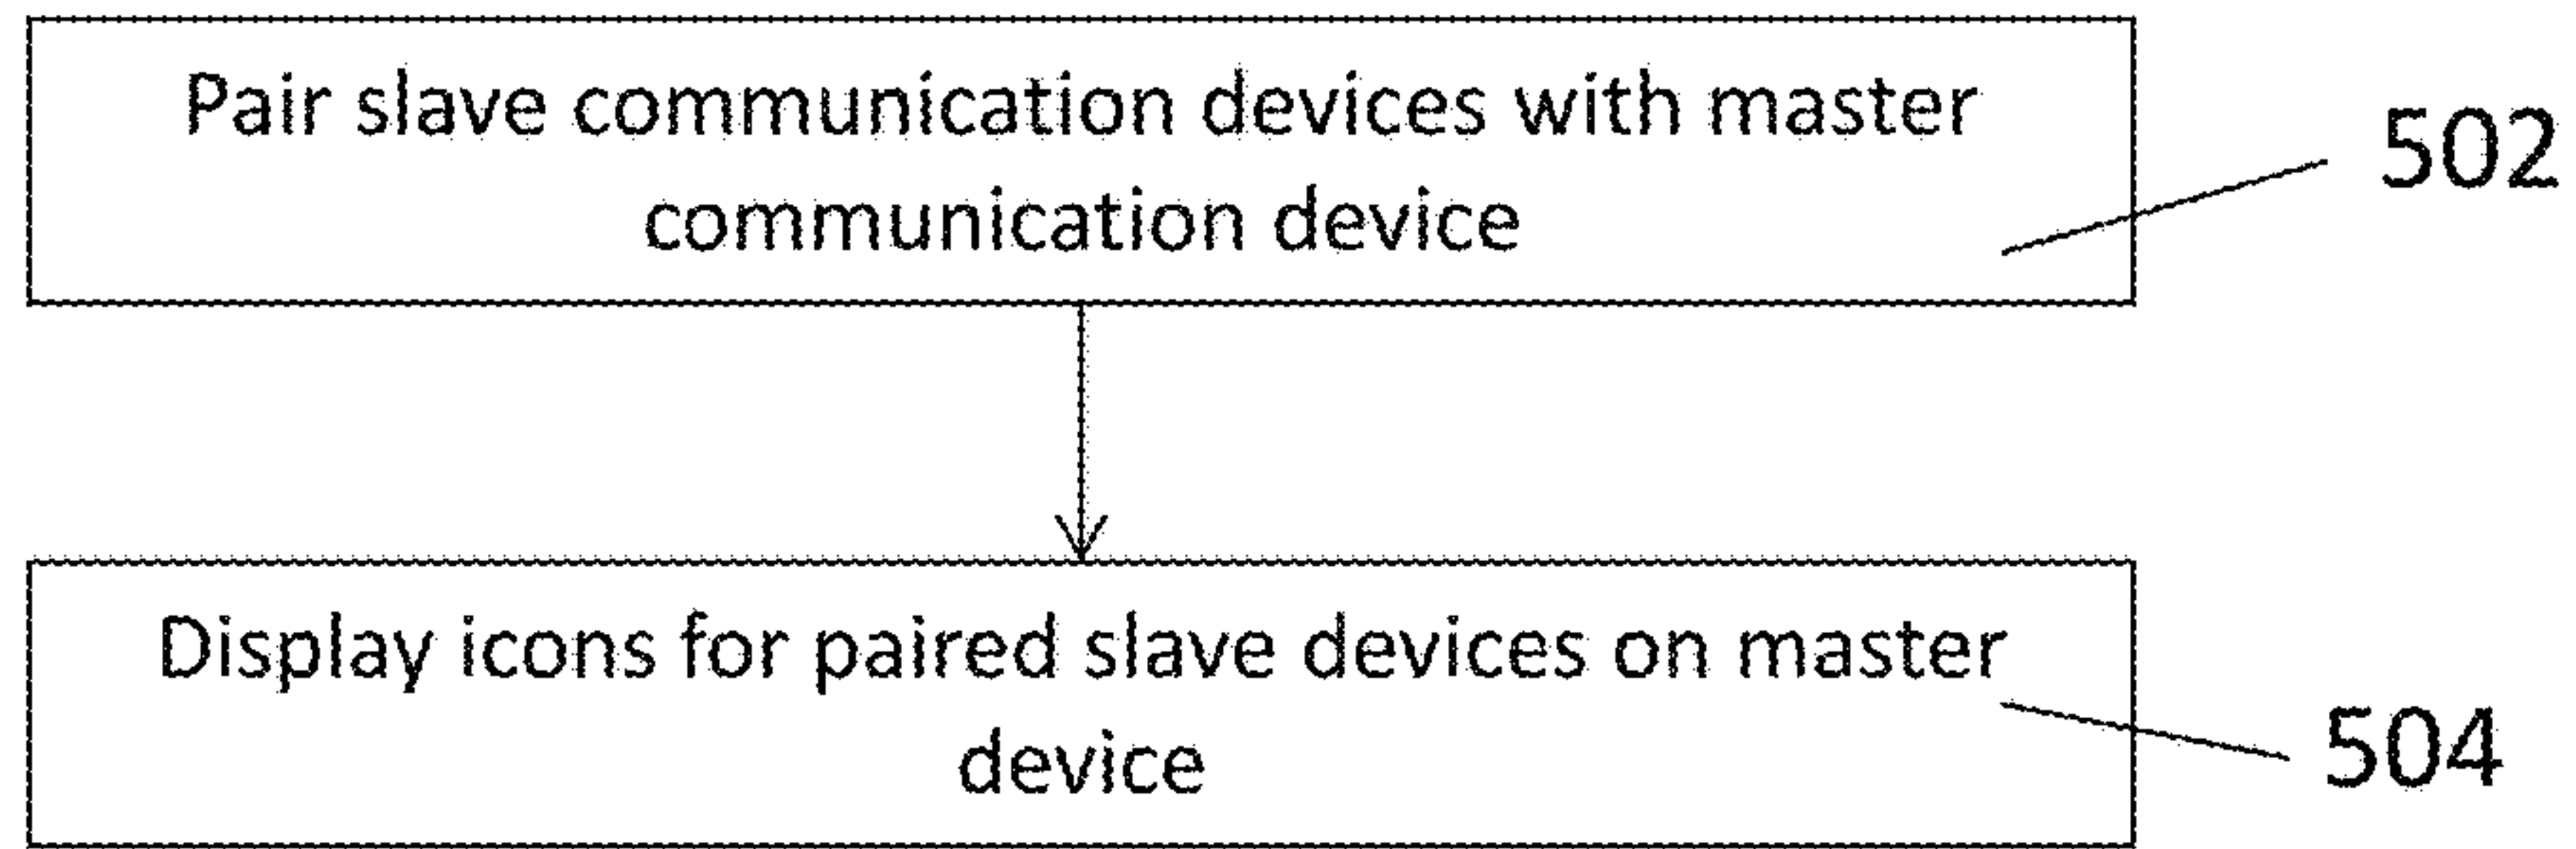 Pair slave communication devices with master
communication device
502
Display icons for paired slave devices on master
device
504